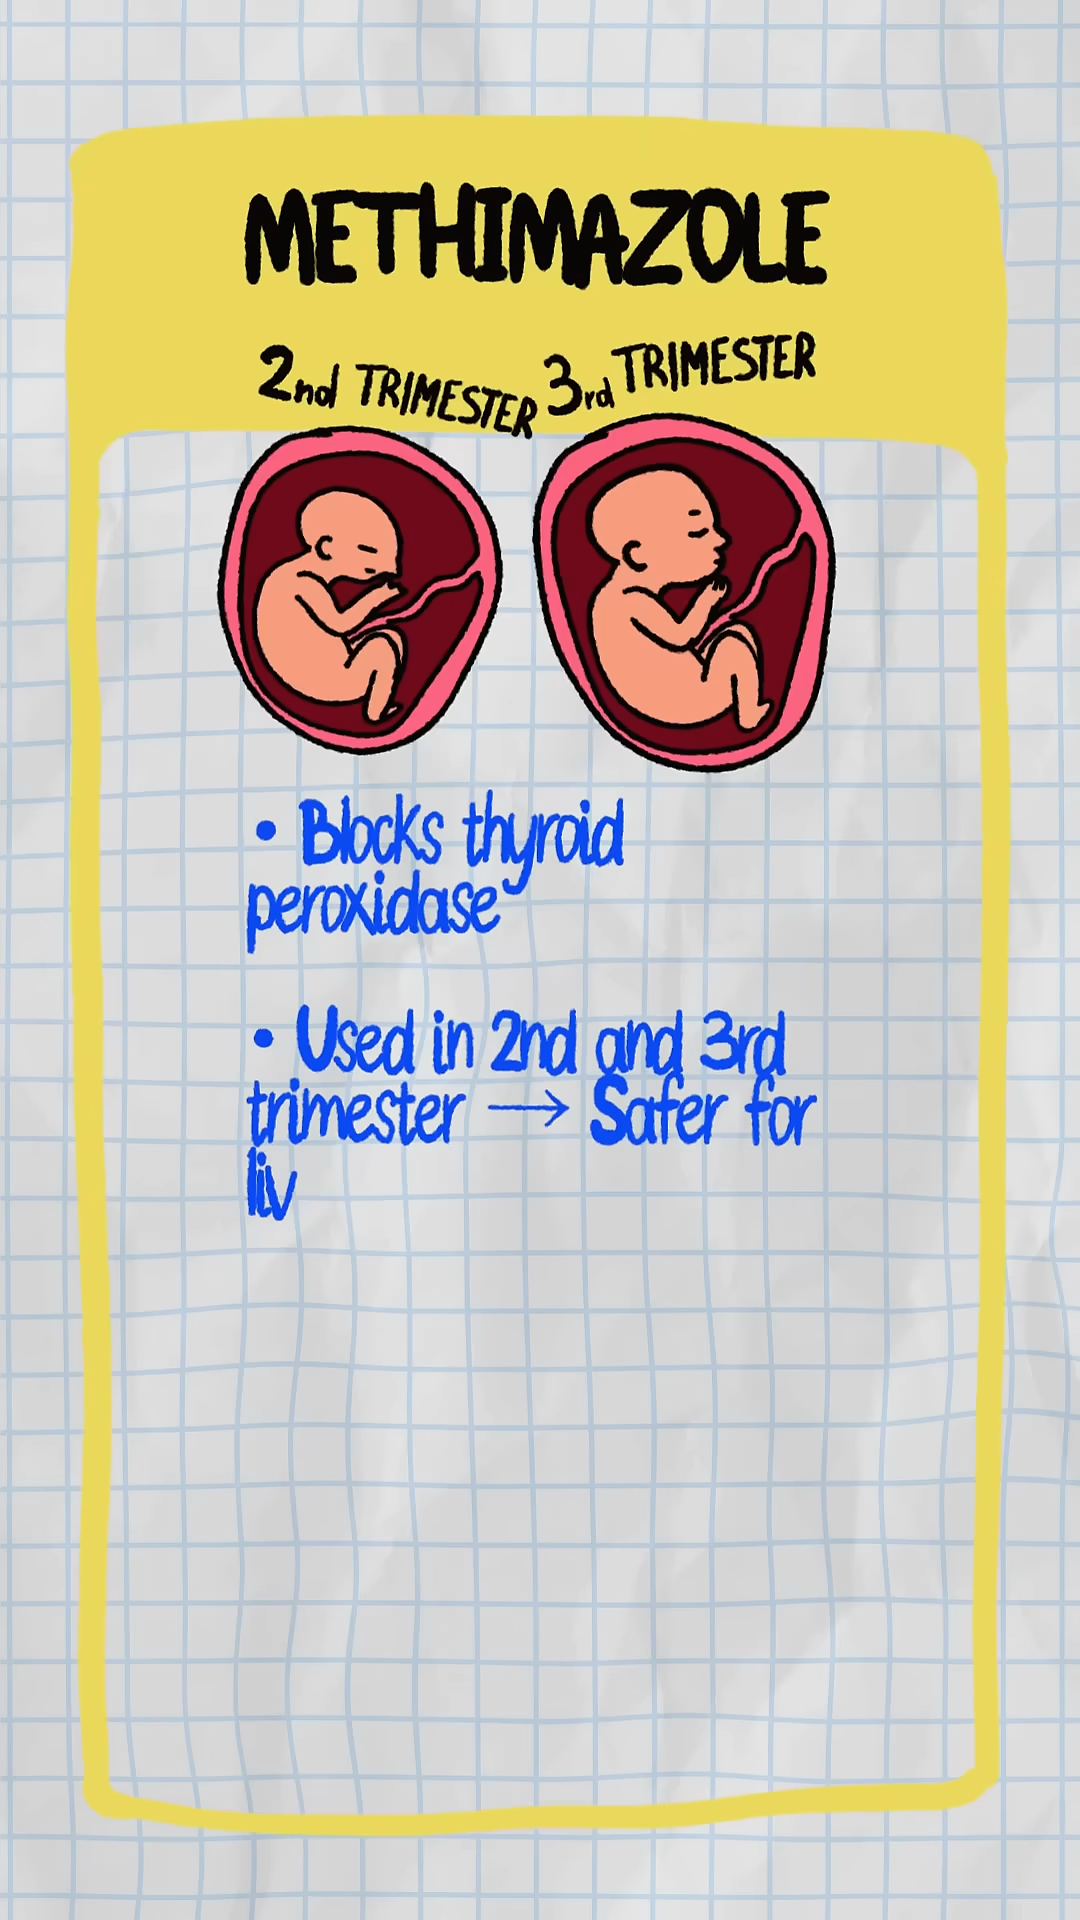 METHIMAZOLE
2nd TRIMESTER 3rd TRIMESTER
• Blocks thyroid
peroxidase
• Used in 2nd and 3rd
trimester → Safer for
liv